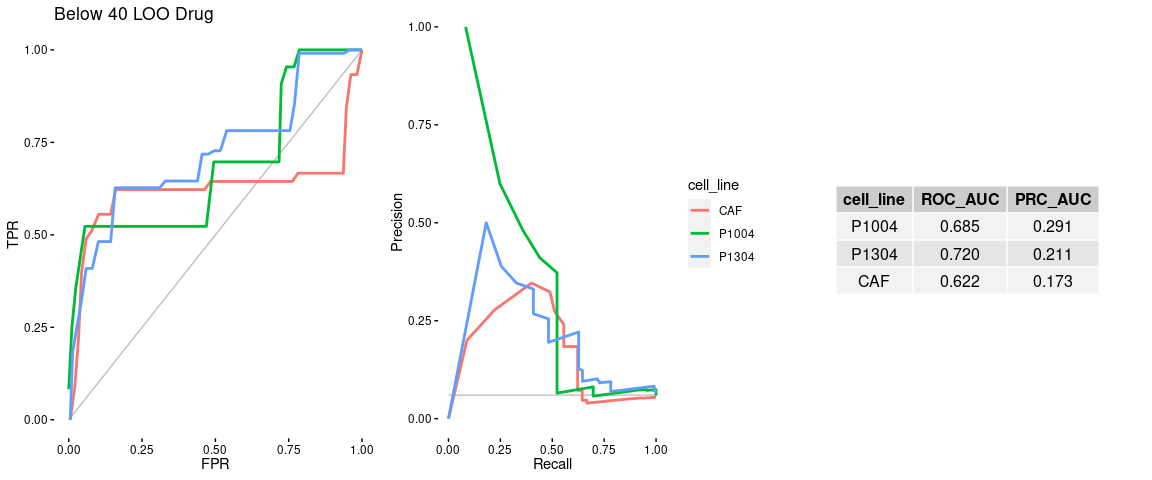 Below 40 LOO Drug
TPR
1.00
0.75
0.50
0.25
0.00
0.00 0.25 0.50 0.75 1.00
FPR
Precision
1.00
0.75
0.50
0.25
0.00
0.00 0.25 0.50 0.75 1.00
Recall
cell_line
CAF
P1004
P1304
cell_line ROC_AUC PRC_AUC
P1004 0.685 0.291
P1304 0.720 0.211
CAF 0.622 0.173